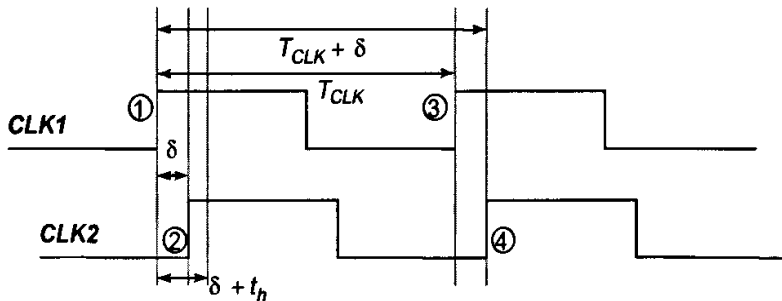 T_CLK + δ
T_CLK
① ③
CLK1
δ
CLK2 ② ④
δ + t_h